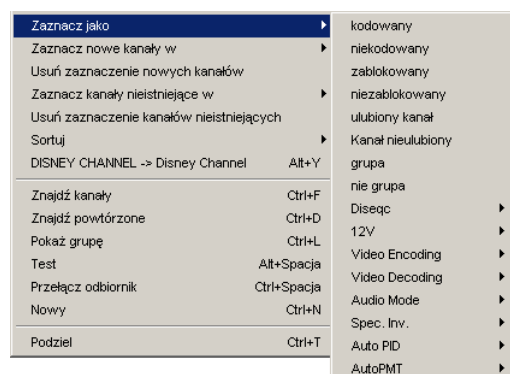 Zaznacz jako
Zaznacz nowe kanały w
Usuń zaznaczenie nowych kanałów
Zaznacz kanały nieistniejące w
Usuń zaznaczenie kanałów nieistniejących
Sortuj
DISNEY CHANNEL -> Disney Channel Alt+Y
Znajdź kanały Ctrl+F
Znajdź powtórzone Ctrl+D
Pokaż grupę Ctrl+L
Test Alt+Spacja
Przełącz odbiornik Ctrl+Spacja
Nowy Ctrl+N
Podziel Ctrl+T
kodowany
niekodowany
zablokowany
niezablokowany
ulubiony kanał
Kanał nieulubiony
grupa
nie grupa
Diseqc
12V
Video Encoding
Video Decoding
Audio Mode
Spec. Inv.
Auto PID
AutoPMT